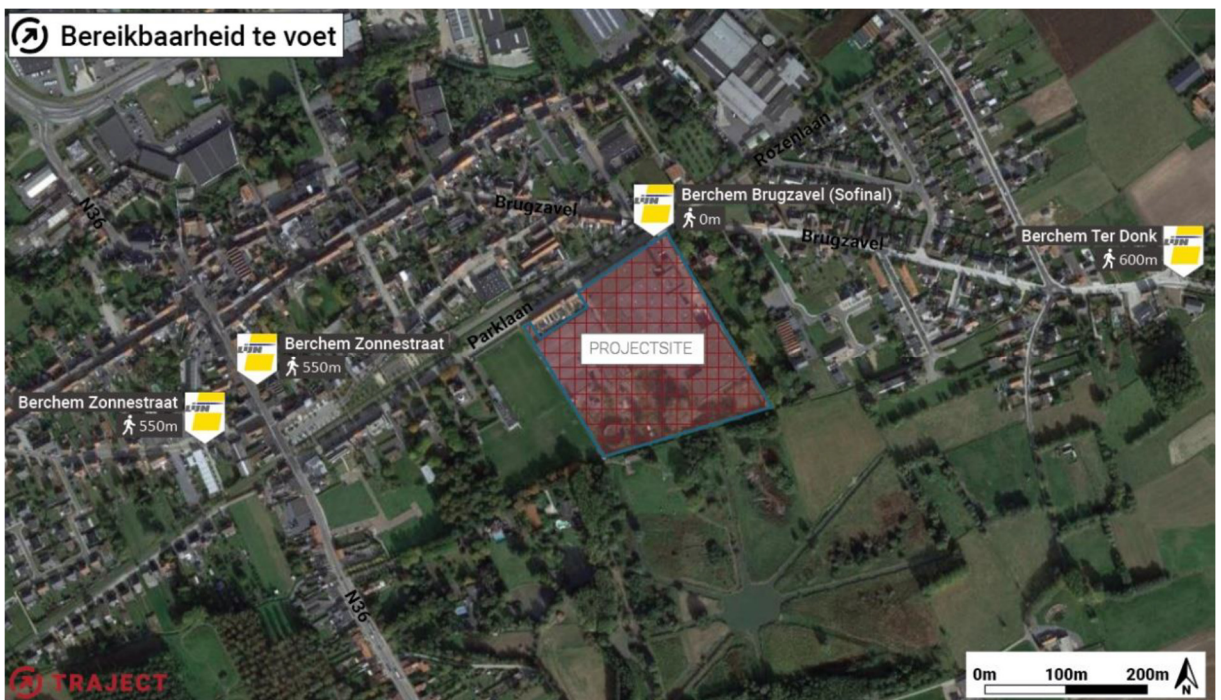 Bereikbaarheid te voet
Rozenlaan
N36
Brugzavel
Berchem Brugzavel (Sofinal)
0m
Brugzavel
Berchem Ter Donk
600m
Parklaan
PROJECTSITE
Berchem Zonnestraat
550m
Berchem Zonnestraat
550m
N36
TRAJECT
0m 100m 200m
N